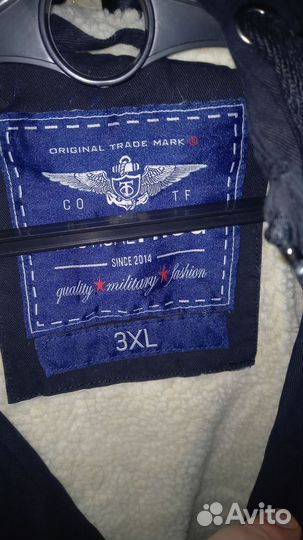 ORIGINAL TRADE MARK ®
CO TF
SINCE 2014
quality ★ military ★ fashion
3XL
Avito